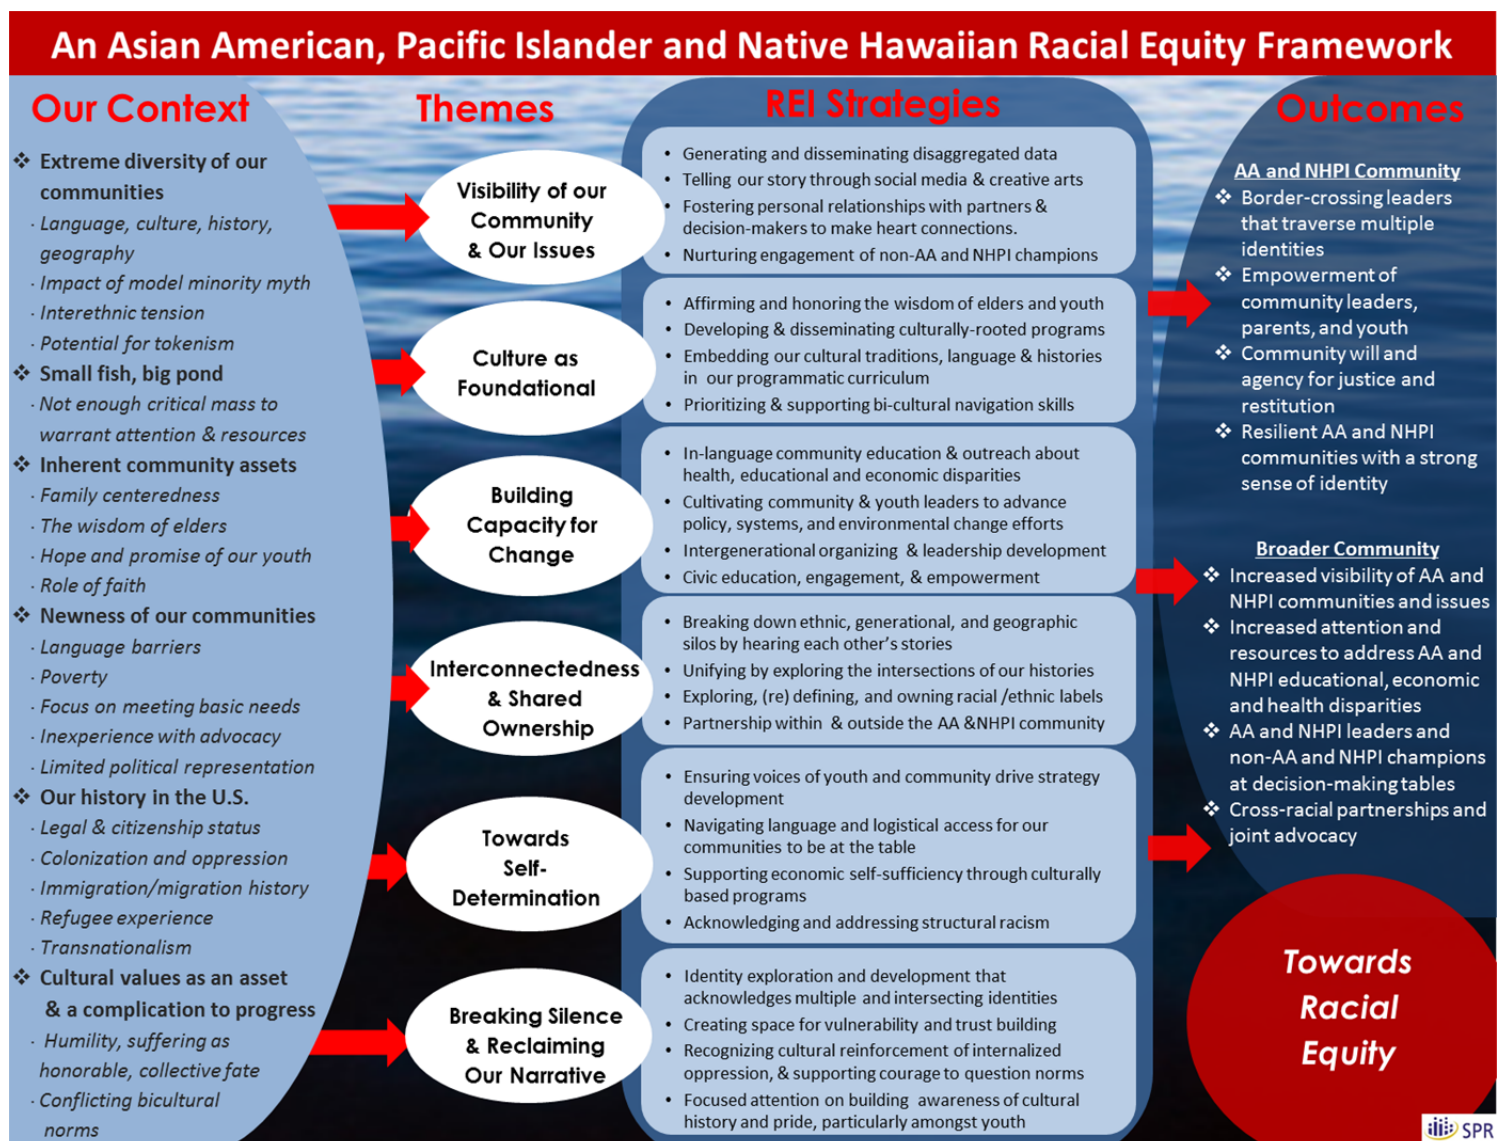 An Asian American, Pacific Islander and Native Hawaiian Racial Equity Framework
Our Context
❖ Extreme diversity of our
communities
· Language, culture, history,
geography
· Impact of model minority myth
· Interethnic tension
· Potential for tokenism
❖ Small fish, big pond
· Not enough critical mass to
warrant attention & resources
❖ Inherent community assets
· Family centeredness
· The wisdom of elders
· Hope and promise of our youth
· Role of faith
❖ Newness of our communities
· Language barriers
· Poverty
· Focus on meeting basic needs
· Inexperience with advocacy
· Limited political representation
❖ Our history in the U.S.
· Legal & citizenship status
· Colonization and oppression
· Immigration/migration history
· Refugee experience
· Transnationalism
❖ Cultural values as an asset
& a complication to progress
· Humility, suffering as
honorable, collective fate
· Conflicting bicultural
norms
Themes
Visibility of our
Community
& Our Issues
Culture as
Foundational
Building
Capacity for
Change
Interconnectedness
& Shared
Ownership
Towards
Self-
Determination
Breaking Silence
& Reclaiming
Our Narrative
REI Strategies
• Generating and disseminating disaggregated data
• Telling our story through social media & creative arts
• Fostering personal relationships with partners &
decision-makers to make heart connections.
• Nurturing engagement of non-AA and NHPI champions
• Affirming and honoring the wisdom of elders and youth
• Developing & disseminating culturally-rooted programs
• Embedding our cultural traditions, language & histories
in our programmatic curriculum
• Prioritizing & supporting bi-cultural navigation skills
• In-language community education & outreach about
health, educational and economic disparities
• Cultivating community & youth leaders to advance
policy, systems, and environmental change efforts
• Intergenerational organizing & leadership development
• Civic education, engagement, & empowerment
• Breaking down ethnic, generational, and geographic
silos by hearing each other's stories
• Unifying by exploring the intersections of our histories
• Exploring, (re) defining, and owning racial /ethnic labels
• Partnership within & outside the AA &NHPI community
• Ensuring voices of youth and community drive strategy
development
• Navigating language and logistical access for our
communities to be at the table
• Supporting economic self-sufficiency through culturally
based programs
• Acknowledging and addressing structural racism
• Identity exploration and development that
acknowledges multiple and intersecting identities
• Creating space for vulnerability and trust building
• Recognizing cultural reinforcement of internalized
oppression, & supporting courage to question norms
• Focused attention on building awareness of cultural
history and pride, particularly amongst youth
Outcomes
AA and NHPI Community
❖ Border-crossing leaders
that traverse multiple
identities
❖ Empowerment of
community leaders,
parents, and youth
❖ Community will and
agency for justice and
restitution
❖ Resilient AA and NHPI
communities with a strong
sense of identity
Broader Community
❖ Increased visibility of AA and
NHPI communities and issues
❖ Increased attention and
resources to address AA and
NHPI educational, economic
and health disparities
❖ AA and NHPI leaders and
non-AA and NHPI champions
at decision-making tables
❖ Cross-racial partnerships and
joint advocacy
Towards
Racial
Equity
SPR